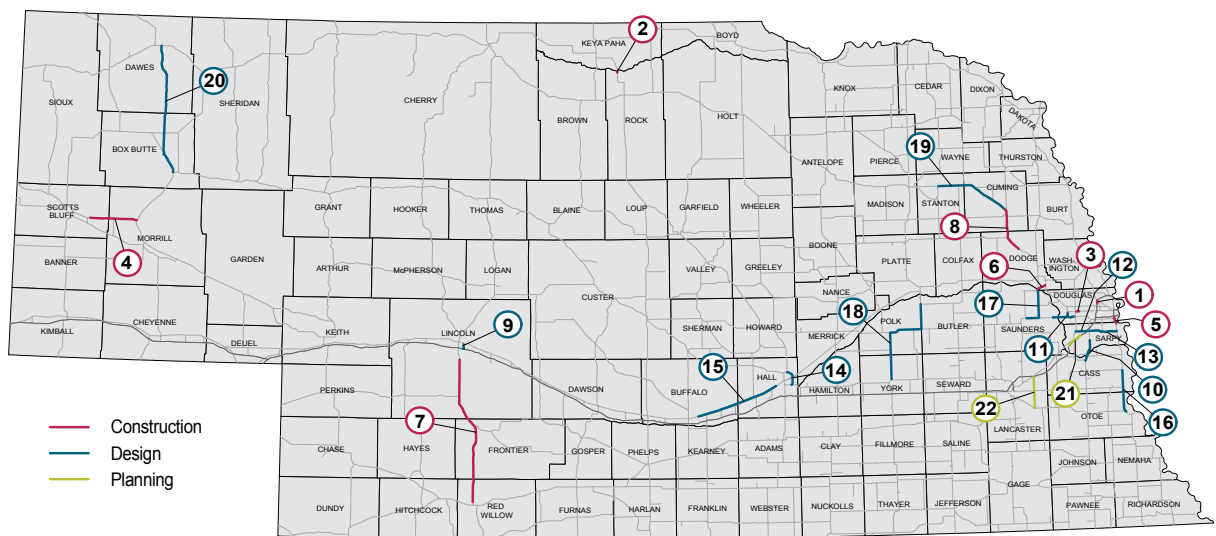 2
BOYD
KEYA PAHA
DAWES
20
SIOUX
SHERIDAN
CHERRY
KNOX
CEDAR
DIXON
DAKOTA
BROWN
ROCK
HOLT
BOX BUTTE
ANTELOPE
PIERCE
19
WAYNE
THURSTON
SCOTTS
BLUFF
MORRILL
4
GRANT
HOOKER
THOMAS
BLAINE
LOUP
GARFIELD
WHEELER
MADISON
STANTON
CUMING
BURT
8
BANNER
GARDEN
ARTHUR
McPHERSON
LOGAN
CUSTER
VALLEY
GREELEY
BOONE
PLATTE
COLFAX
DODGE
WASH-
INGTON
3
12
6
NANCE
DOUGLAS
1
KIMBALL
CHEYENNE
DEUEL
KEITH
LINCOLN
9
SHERMAN
HOWARD
MERRICK
18
POLK
BUTLER
17
SAUNDERS
5
11
SARPY
13
PERKINS
DAWSON
BUFFALO
15
HALL
14
HAMILTON
YORK
SEWARD
21
CASS
10
22
OTOE
16
LANCASTER
7
CHASE
HAYES
FRONTIER
GOSPER
PHELPS
KEARNEY
ADAMS
CLAY
FILLMORE
SALINE
JOHNSON
NEMAHA
GAGE
DUNDY
HITCHCOCK
RED
WILLOW
FURNAS
HARLAN
FRANKLIN
WEBSTER
NUCKOLLS
THAYER
JEFFERSON
PAWNEE
RICHARDSON
Construction
Design
Planning